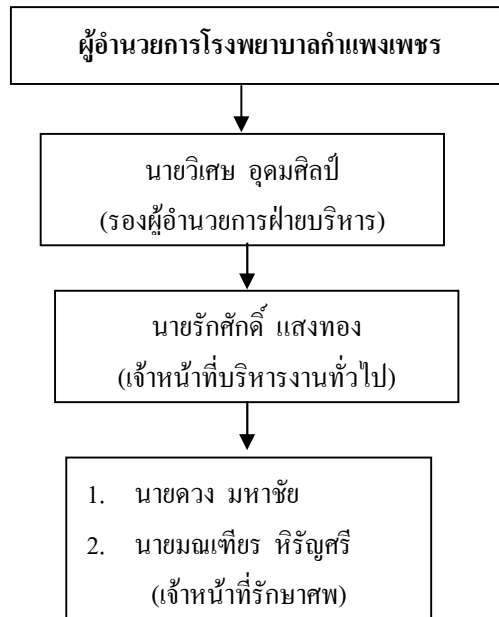 ผู้อำนวยการโรงพยาบาลกำแพงเพชร
นายวิเศษ อุดมศิลป์
(รองผู้อำนวยการฝ่ายบริหาร)
นายรักศักดิ์ แสงทอง
(เจ้าหน้าที่บริหารงานทั่วไป)
1. นายดวง มหาชัย
2. นายมณเฑียร หิรัญศรี
(เจ้าหน้าที่รักษาศพ)